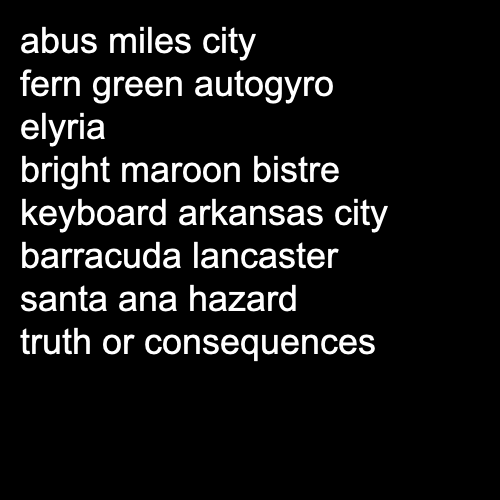 abus miles city
fern green autogyro
elyria
bright maroon bistre
keyboard arkansas city
barracuda lancaster
santa ana hazard
truth or consequences